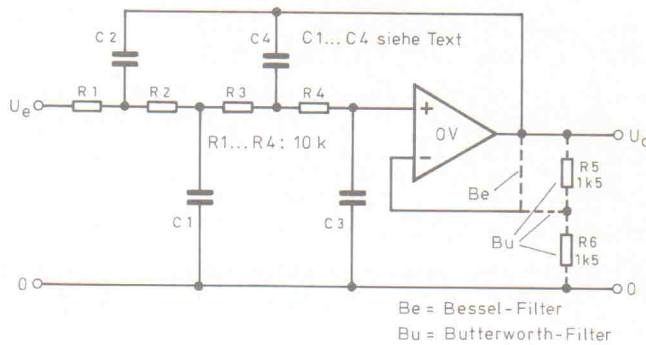 C2
C4
C1...C4 siehe Text
R1
R2
R3
R4
Ue
+
OV
−
Ua
R1...R4: 10k
R5
1k5
Be
C1
C3
Bu
R6
1k5
0
0
Be = Bessel-Filter
Bu = Butterworth-Filter